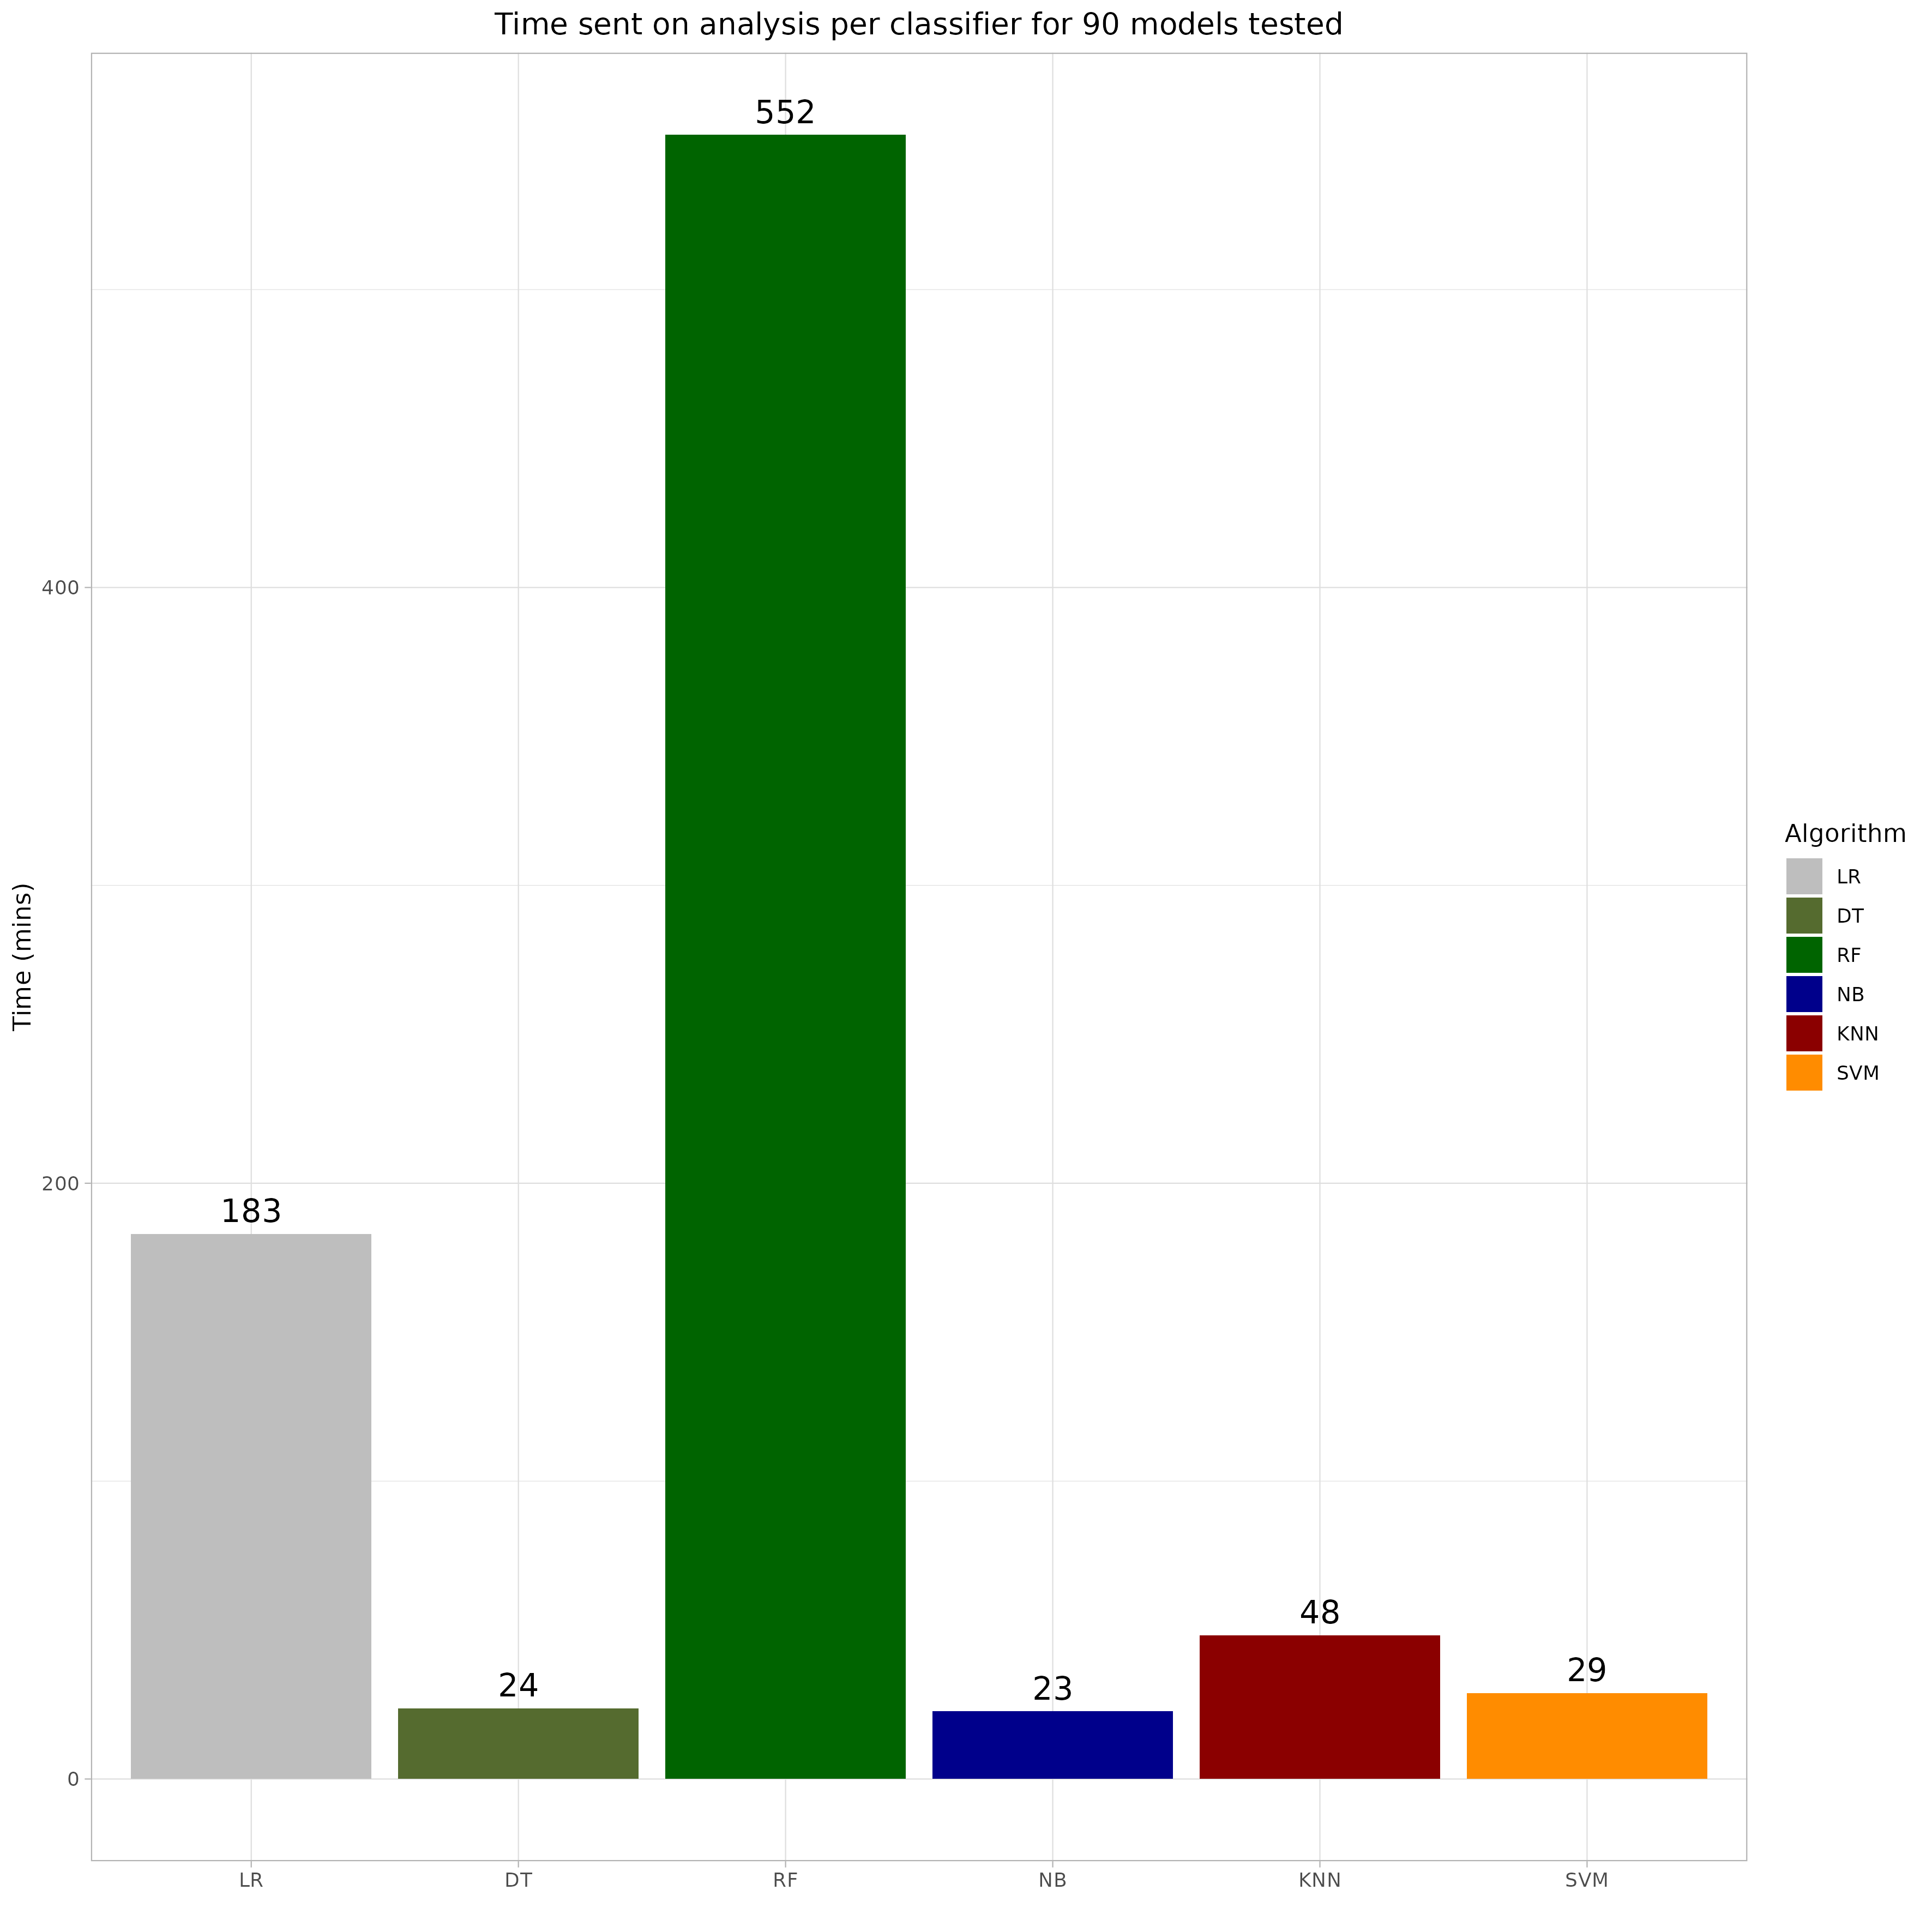 Time sent on analysis per classifier for 90 models tested
552
400
Time (mins)
200
183
24
23
48
29
0
LR
DT
RF
NB
KNN
SVM
Algorithm
LR
DT
RF
NB
KNN
SVM